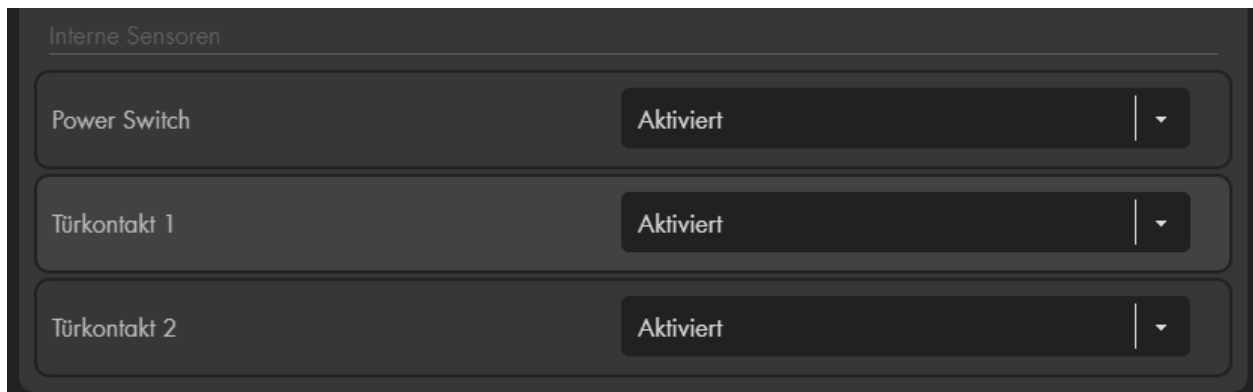 Interne Sensoren
Power Switch Aktiviert
Türkontakt 1 Aktiviert
Türkontakt 2 Aktiviert